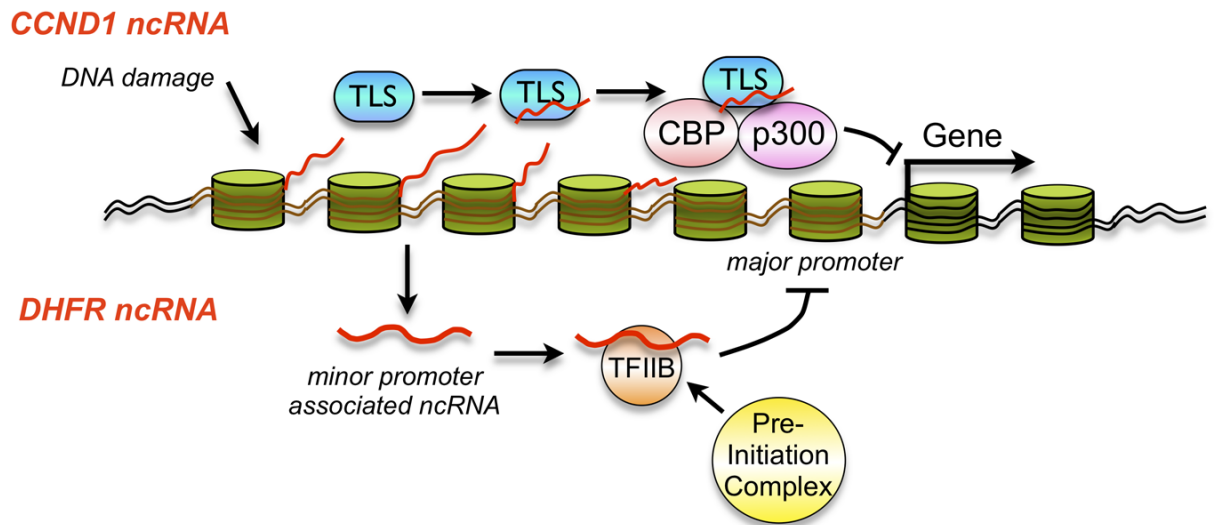 CCND1 ncRNA
DNA damage
TLS
TLS
TLS
CBP
p300
Gene
major promoter
DHFR ncRNA
minor promoter
associated ncRNA
TFIIB
Pre-
Initiation
Complex